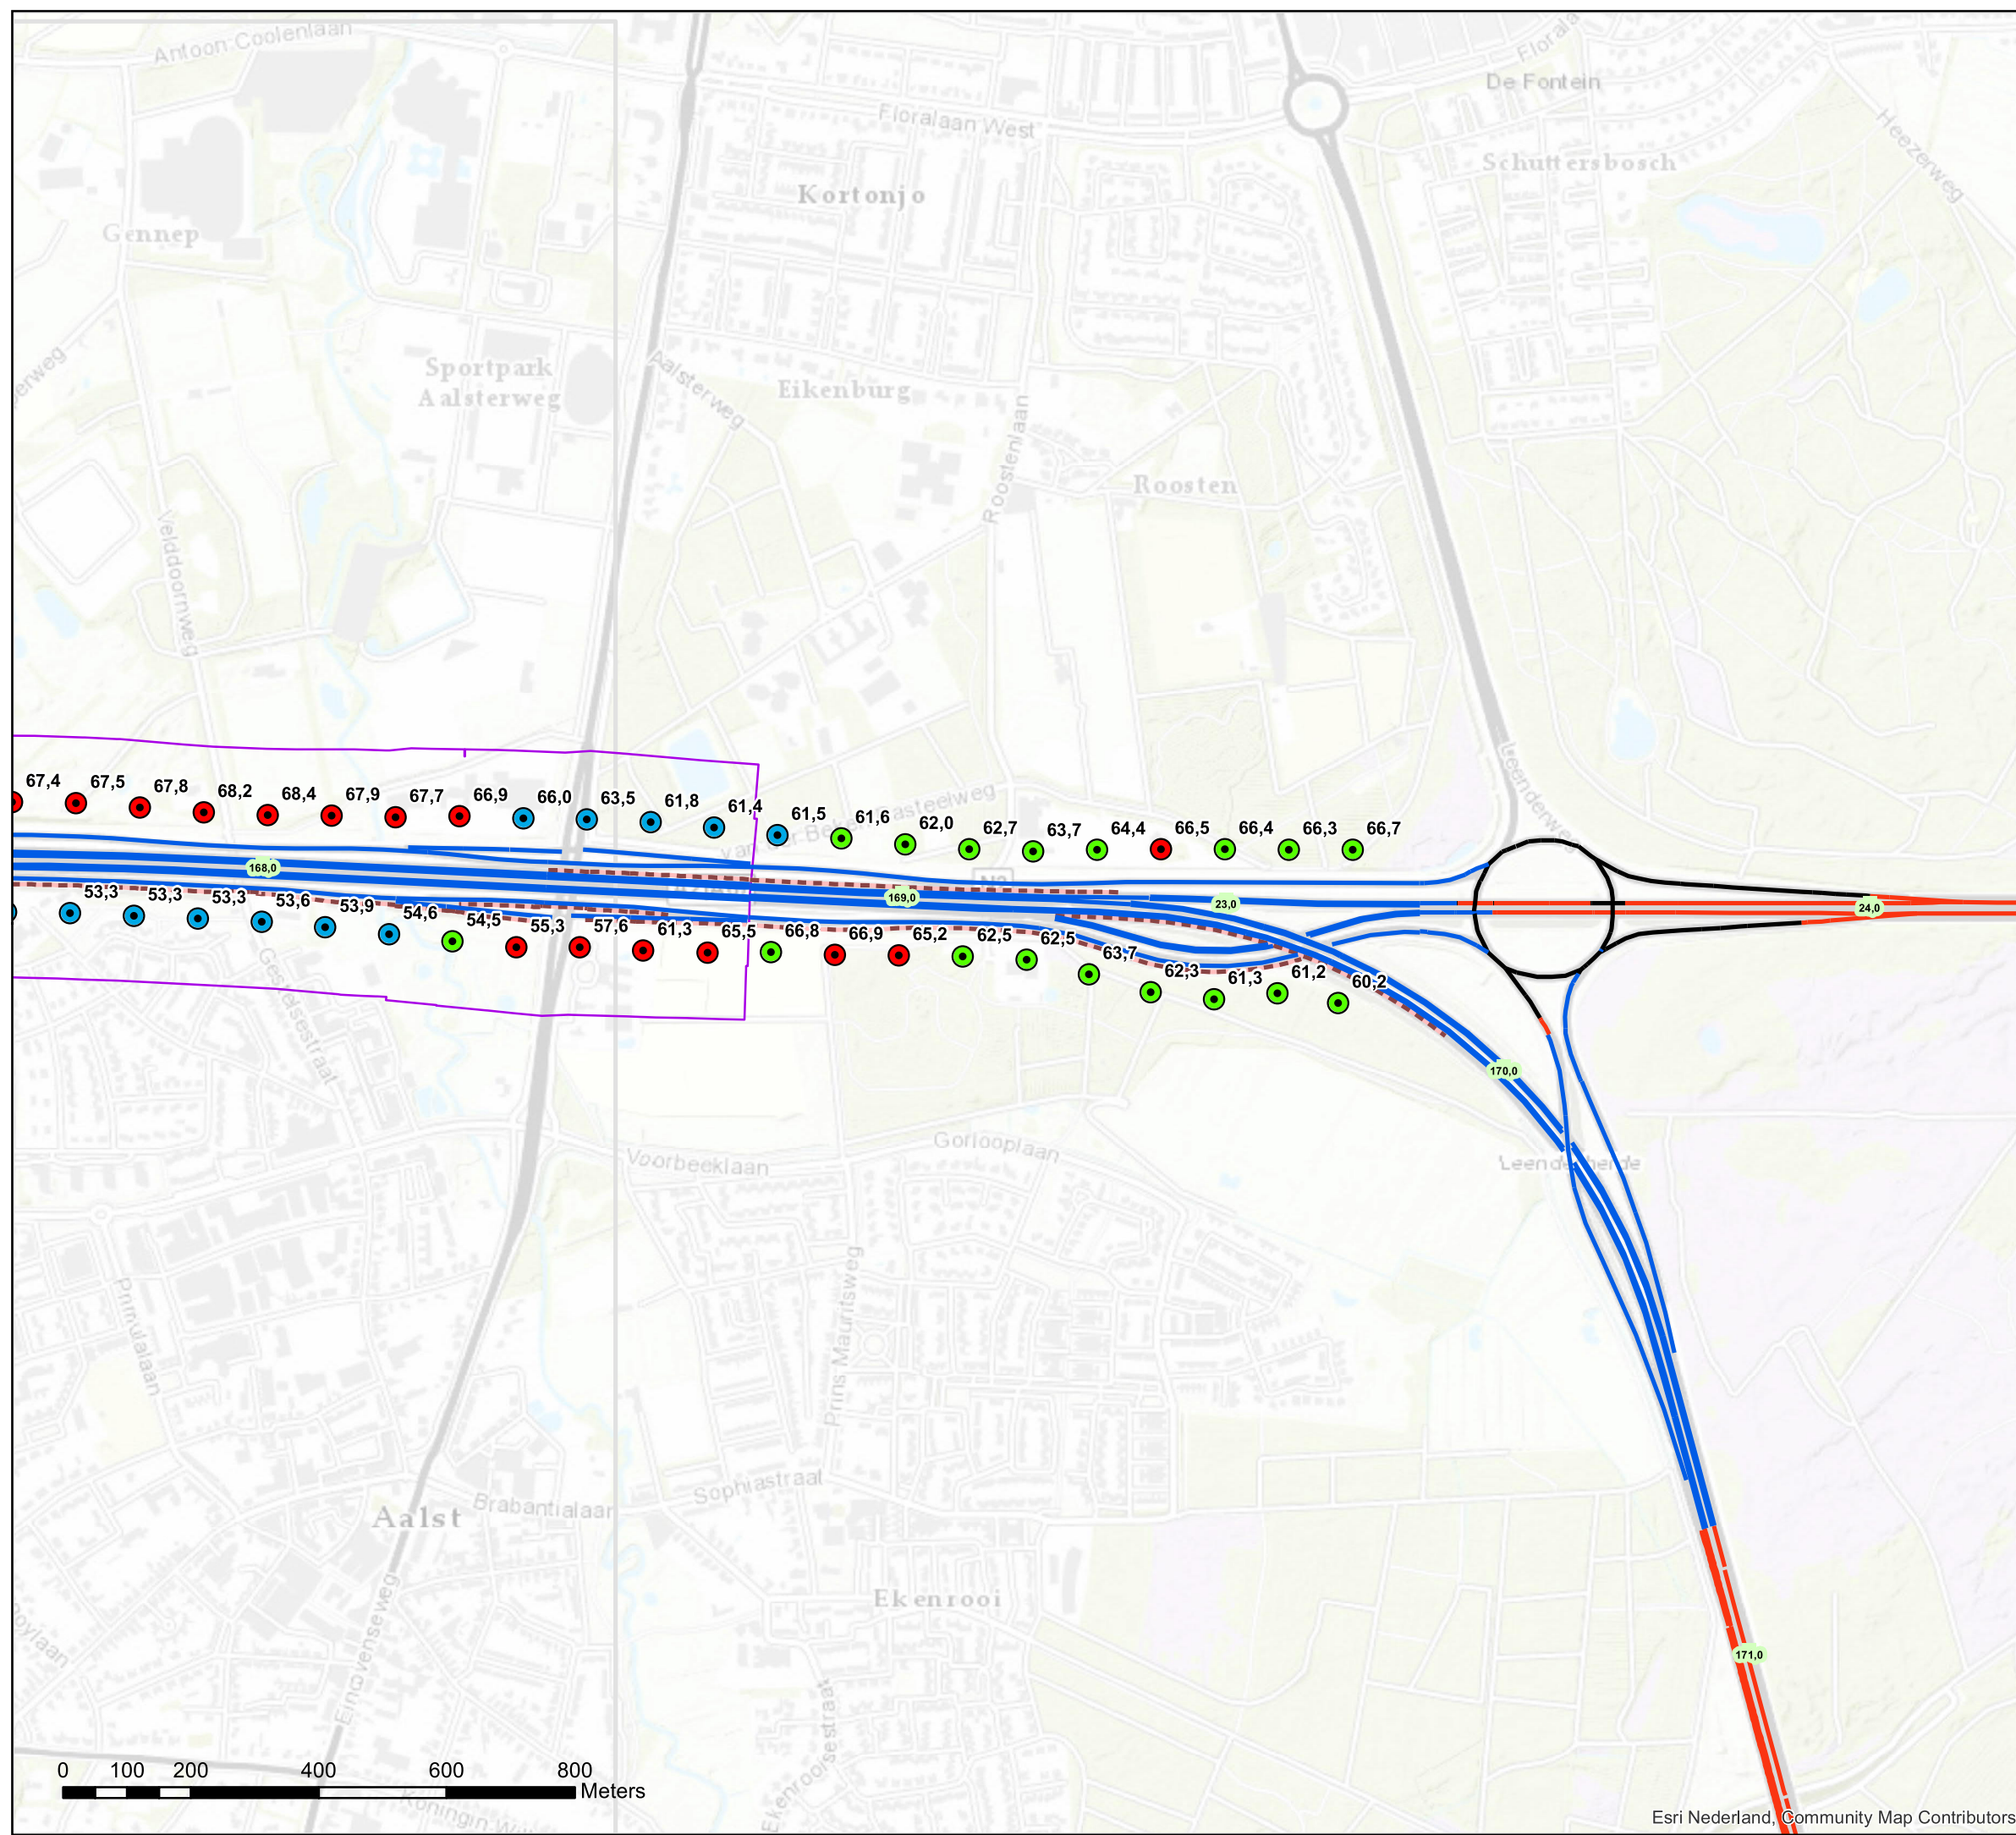 Antoon Coolenlaan
De Fontein
Floralaan West
Heezerweg
Schuttersbosch
Kortonjo
Gennep
Sportpark
Aalsterweg
Aalsterweg
Eikenburg
Roostenlaan
Roosten
Velddoornweg
67,4 67,5 67,8 68,2 68,4 67,9 67,7 66,9 66,0 63,5 61,8 61,4 61,5 61,6 62,0 62,7 63,7 64,4 66,5 66,4 66,3 66,7
Leenderweg
168,0
169,0
N2
23,0
24,0
53,3 53,3 53,3 53,6 53,9 54,6 54,5 55,3 57,6 61,3 65,5 66,8 66,9 65,2 62,5 62,5 63,7 62,3 61,3 61,2 60,2
Gestelsestraat
170,0
Voorbeeklaan
Gorlooplaan
Leenderheide
Primulalaan
Prins Mauritsweg
Sophiastraat
Brabantialaan
Aalst
Ekenrooi
Eindhovenseweg
171,0
Ekenrooisestraat
0 100 200 400 600 800
Meters
Esri Nederland, Community Map Contributors